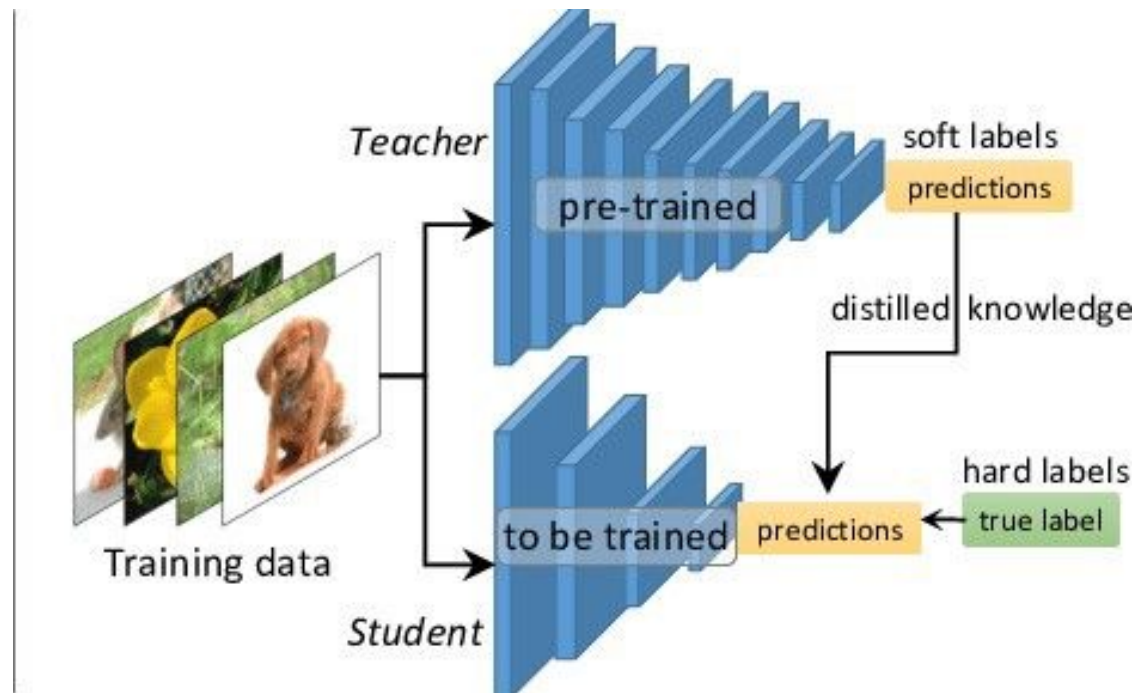 Teacher
soft labels
pre-trained
predictions
distilled knowledge
hard labels
to be trained
predictions
true label
Training data
Student